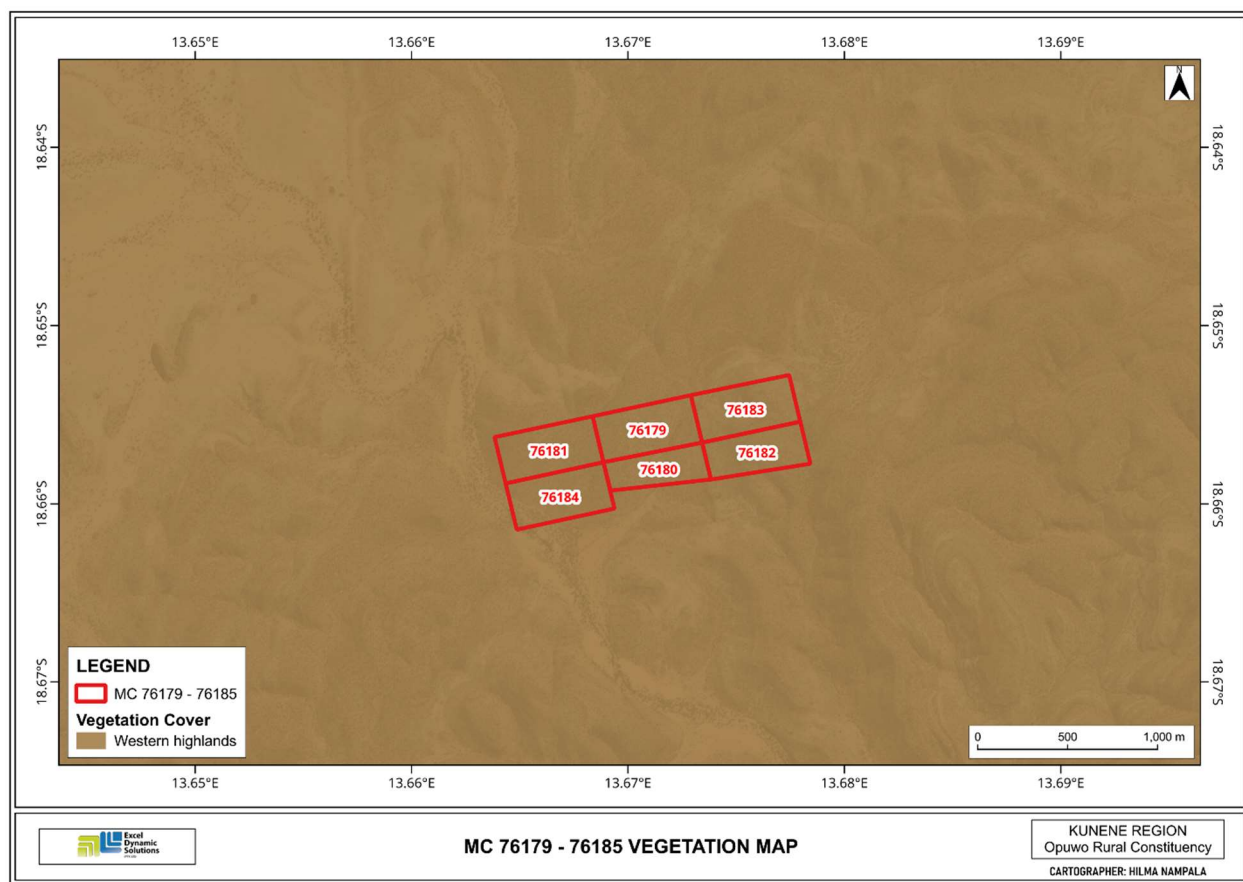 13.65°E 13.66°E 13.67°E 13.68°E 13.69°E
N
18.64°S 18.64°S
18.65°S 18.65°S
76183
76179
76181 76182
76180
76184
18.66°S 18.66°S
18.67°S 18.67°S
LEGEND
MC 76179 - 76185
Vegetation Cover
Western highlands
0 500 1,000 m
13.65°E 13.66°E 13.67°E 13.68°E 13.69°E
Excel
Dynamic
Solutions
MC 76179 - 76185 VEGETATION MAP
KUNENE REGION
Opuwo Rural Constituency
CARTOGRAPHER: HILMA NAMPALA